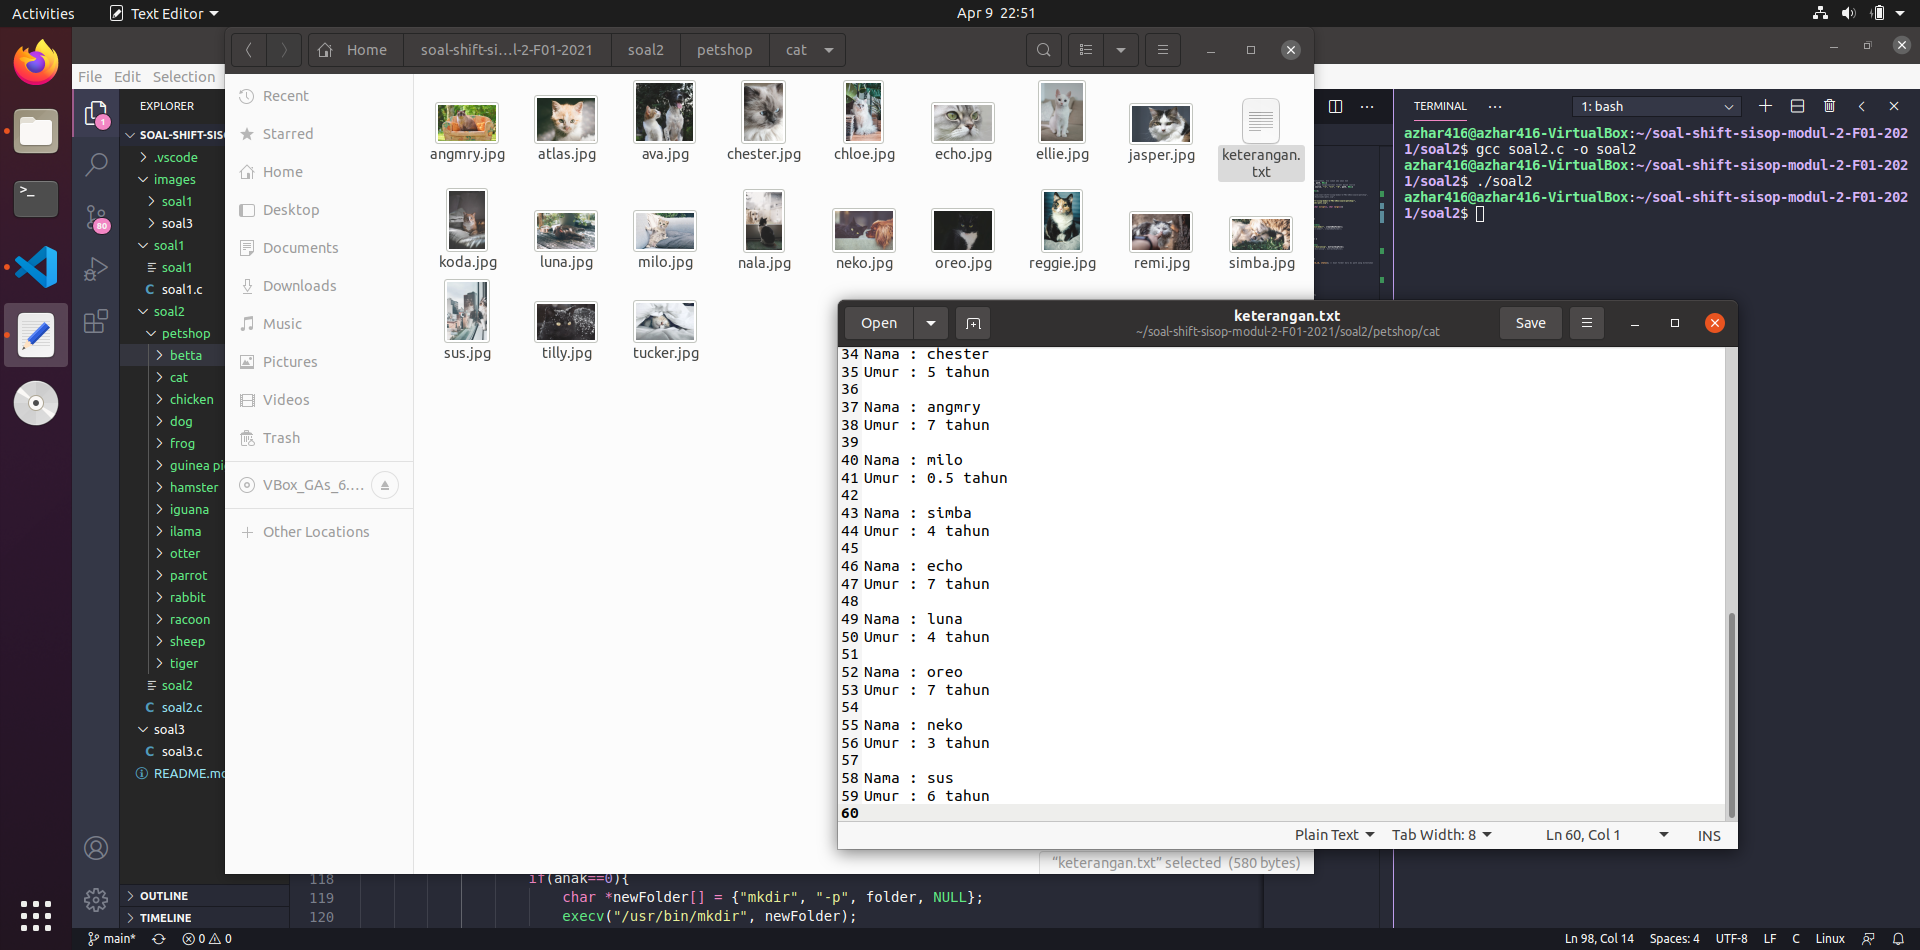 Activities
Text Editor
Apr 9 22:51
File Edit Selection
Home
soal-shift-si...l-2-F01-2021
soal2
petshop
cat
EXPLORER
SOAL-SHIFT-SISO
.vscode
images
soal1
soal3
soal1
soal1
soal1.c
soal2
petshop
betta
cat
chicken
dog
frog
guinea pi
hamster
iguana
ilama
otter
parrot
rabbit
racoon
sheep
tiger
soal2
soal2.c
soal3
soal3.c
README.md
OUTLINE
TIMELINE
1
80
Recent
Starred
Home
Desktop
Documents
Downloads
Music
Pictures
Videos
Trash
VBox_GAs_6....
Other Locations
angmry.jpg
atlas.jpg
ava.jpg
chester.jpg
chloe.jpg
echo.jpg
ellie.jpg
jasper.jpg
keterangan.
txt
koda.jpg
luna.jpg
milo.jpg
nala.jpg
neko.jpg
oreo.jpg
reggie.jpg
remi.jpg
simba.jpg
sus.jpg
tilly.jpg
tucker.jpg
"keterangan.txt" selected (580 bytes)
TERMINAL
1: bash
azhar416@azhar416-VirtualBox:~/soal-shift-sisop-modul-2-F01-202
1/soal2$ gcc soal2.c -o soal2
azhar416@azhar416-VirtualBox:~/soal-shift-sisop-modul-2-F01-202
1/soal2$ ./soal2
azhar416@azhar416-VirtualBox:~/soal-shift-sisop-modul-2-F01-202
1/soal2$
Open
keterangan.txt
~/soal-shift-sisop-modul-2-F01-2021/soal2/petshop/cat
Save
34 Nama : chester
35 Umur : 5 tahun
36
37 Nama : angmry
38 Umur : 7 tahun
39
40 Nama : milo
41 Umur : 0.5 tahun
42
43 Nama : simba
44 Umur : 4 tahun
45
46 Nama : echo
47 Umur : 7 tahun
48
49 Nama : luna
50 Umur : 4 tahun
51
52 Nama : oreo
53 Umur : 7 tahun
54
55 Nama : neko
56 Umur : 3 tahun
57
58 Nama : sus
59 Umur : 6 tahun
60
Plain Text
Tab Width: 8
Ln 60, Col 1
INS
118 if(anak==0){
119 char *newFolder[] = {"mkdir", "-p", folder, NULL};
120 execv("/usr/bin/mkdir", newFolder);
main*
0 0
Ln 98, Col 14
Spaces: 4
UTF-8
LF
C
Linux